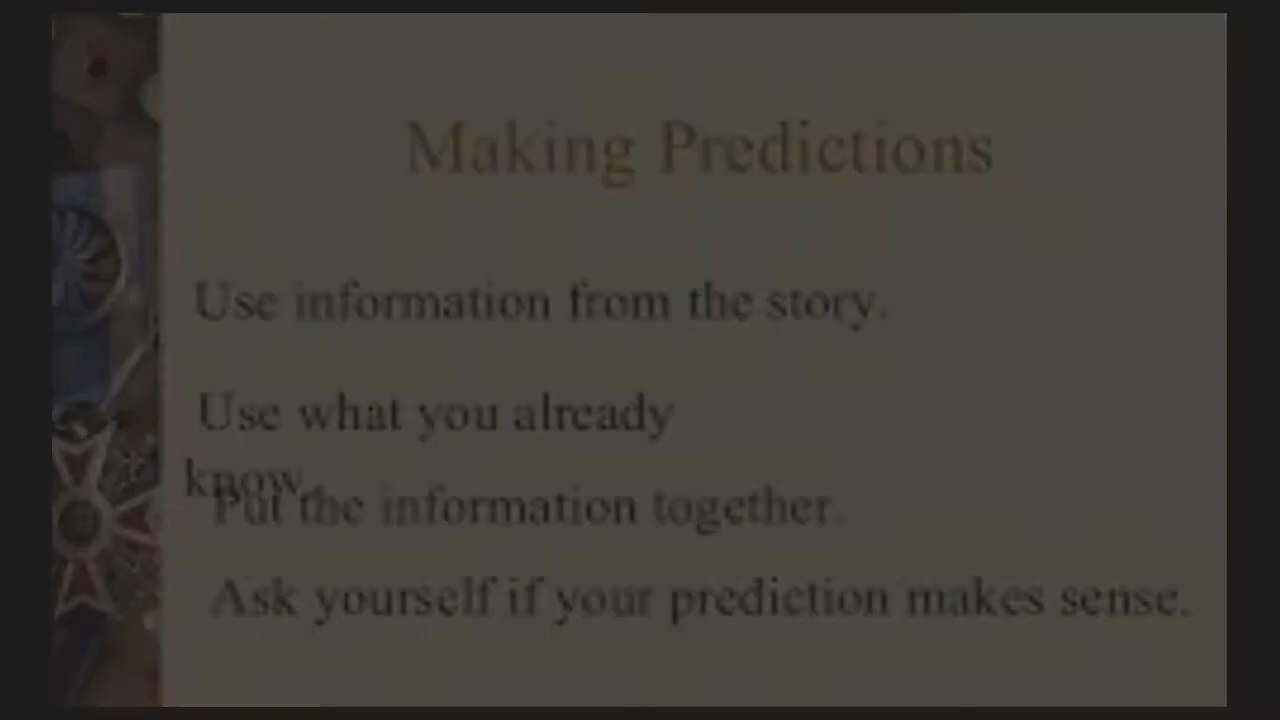 Making Predictions
Use information from the story.
Use what you already
know.
Put the information together.
Ask yourself if your prediction makes sense.